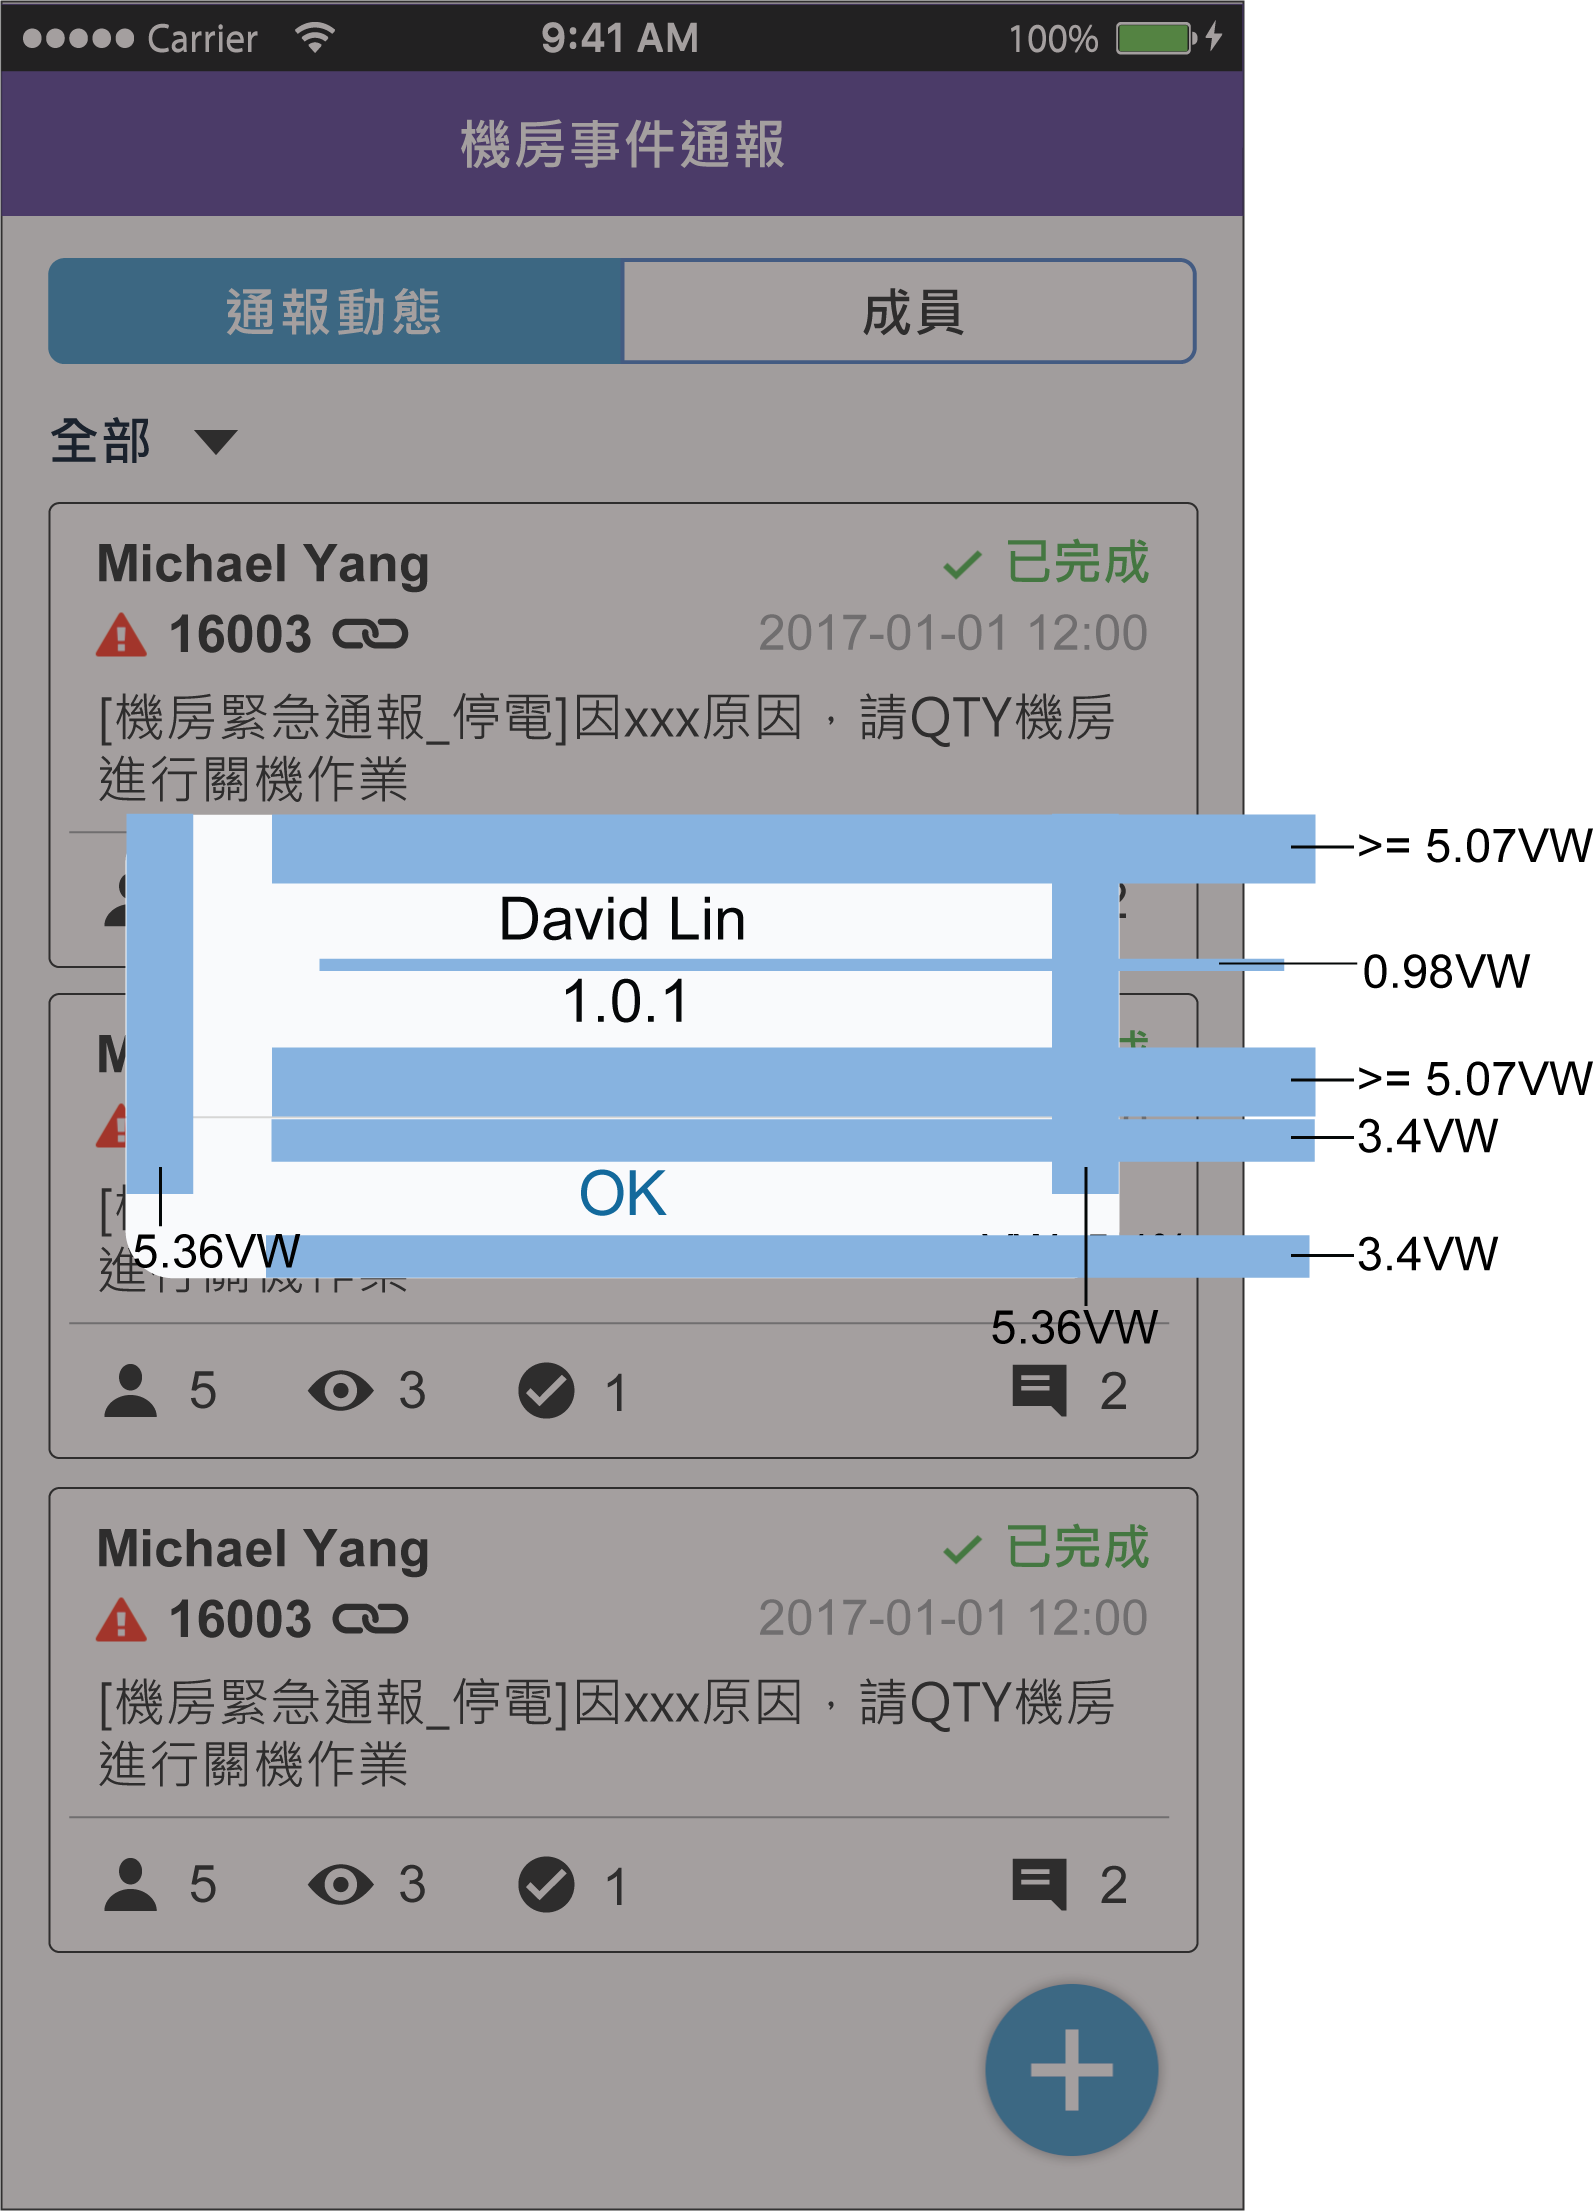 Carrier 9:41 AM 100%
機房事件通報
通報動態 成員
全部
Michael Yang 已完成
16003 2017-01-01 12:00
[機房緊急通報_停電]因xxx原因，請QTY機房
進行關機作業
>= 5.07VW
David Lin
0.98VW
1.0.1
>= 5.07VW
3.4VW
OK
5.36VW
3.4VW
5.36VW
5 3 1 2
Michael Yang 已完成
16003 2017-01-01 12:00
[機房緊急通報_停電]因xxx原因，請QTY機房
進行關機作業
5 3 1 2